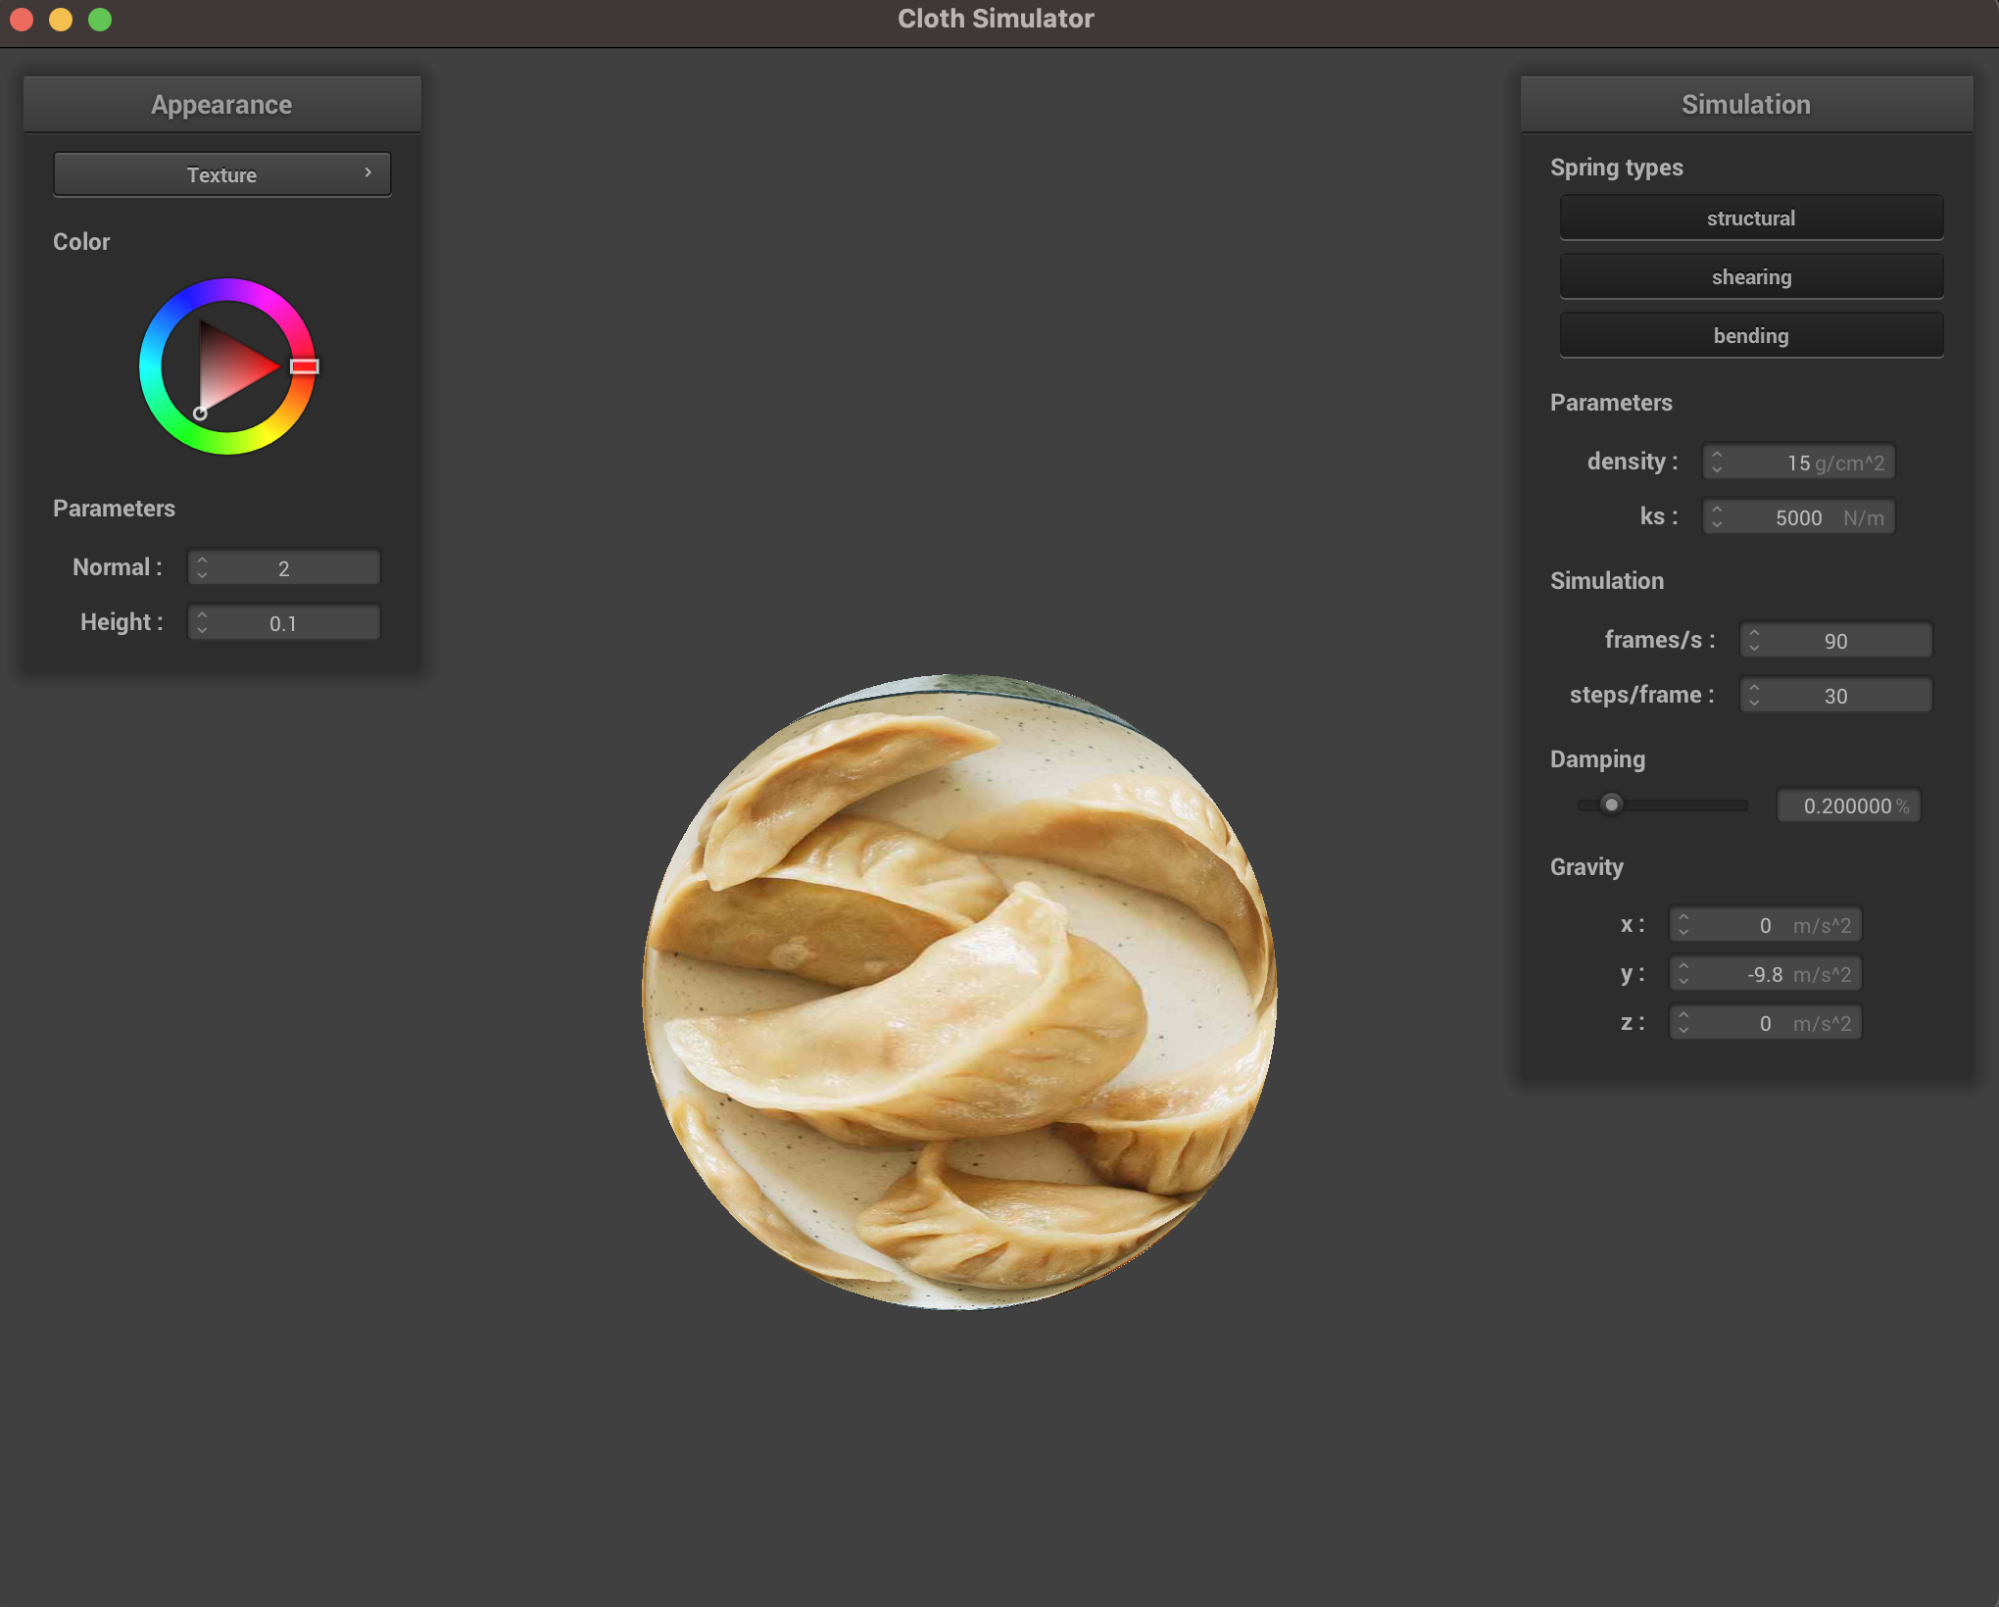 Cloth Simulator
Appearance
Texture ›
Color
Parameters
Normal : 2
Height : 0.1
Simulation
Spring types
structural
shearing
bending
Parameters
density : 15 g/cm^2
ks : 5000 N/m
Simulation
frames/s : 90
steps/frame : 30
Damping
0.200000 %
Gravity
x : 0 m/s^2
y : -9.8 m/s^2
z : 0 m/s^2